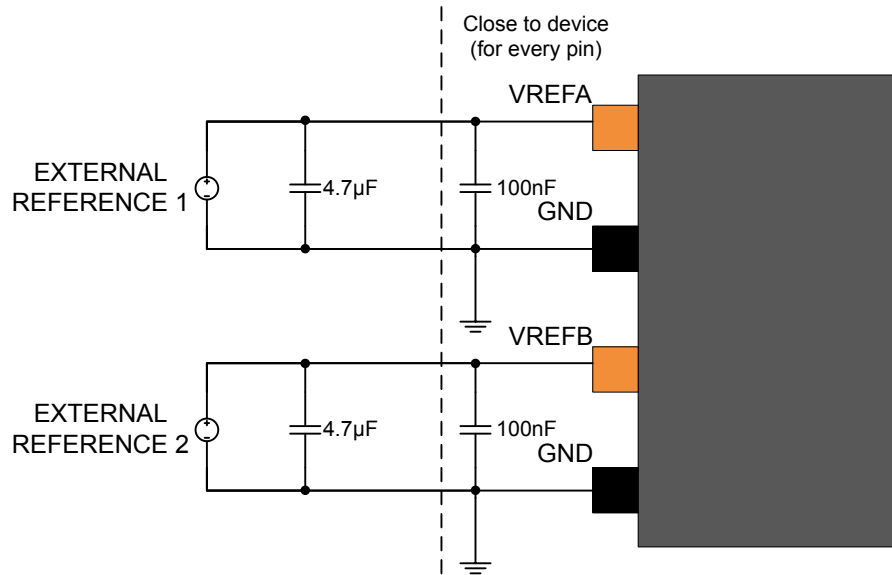 Close to device
(for every pin)
VREFA
EXTERNAL
REFERENCE 1
4.7µF
100nF
GND
VREFB
EXTERNAL
REFERENCE 2
4.7µF
100nF
GND